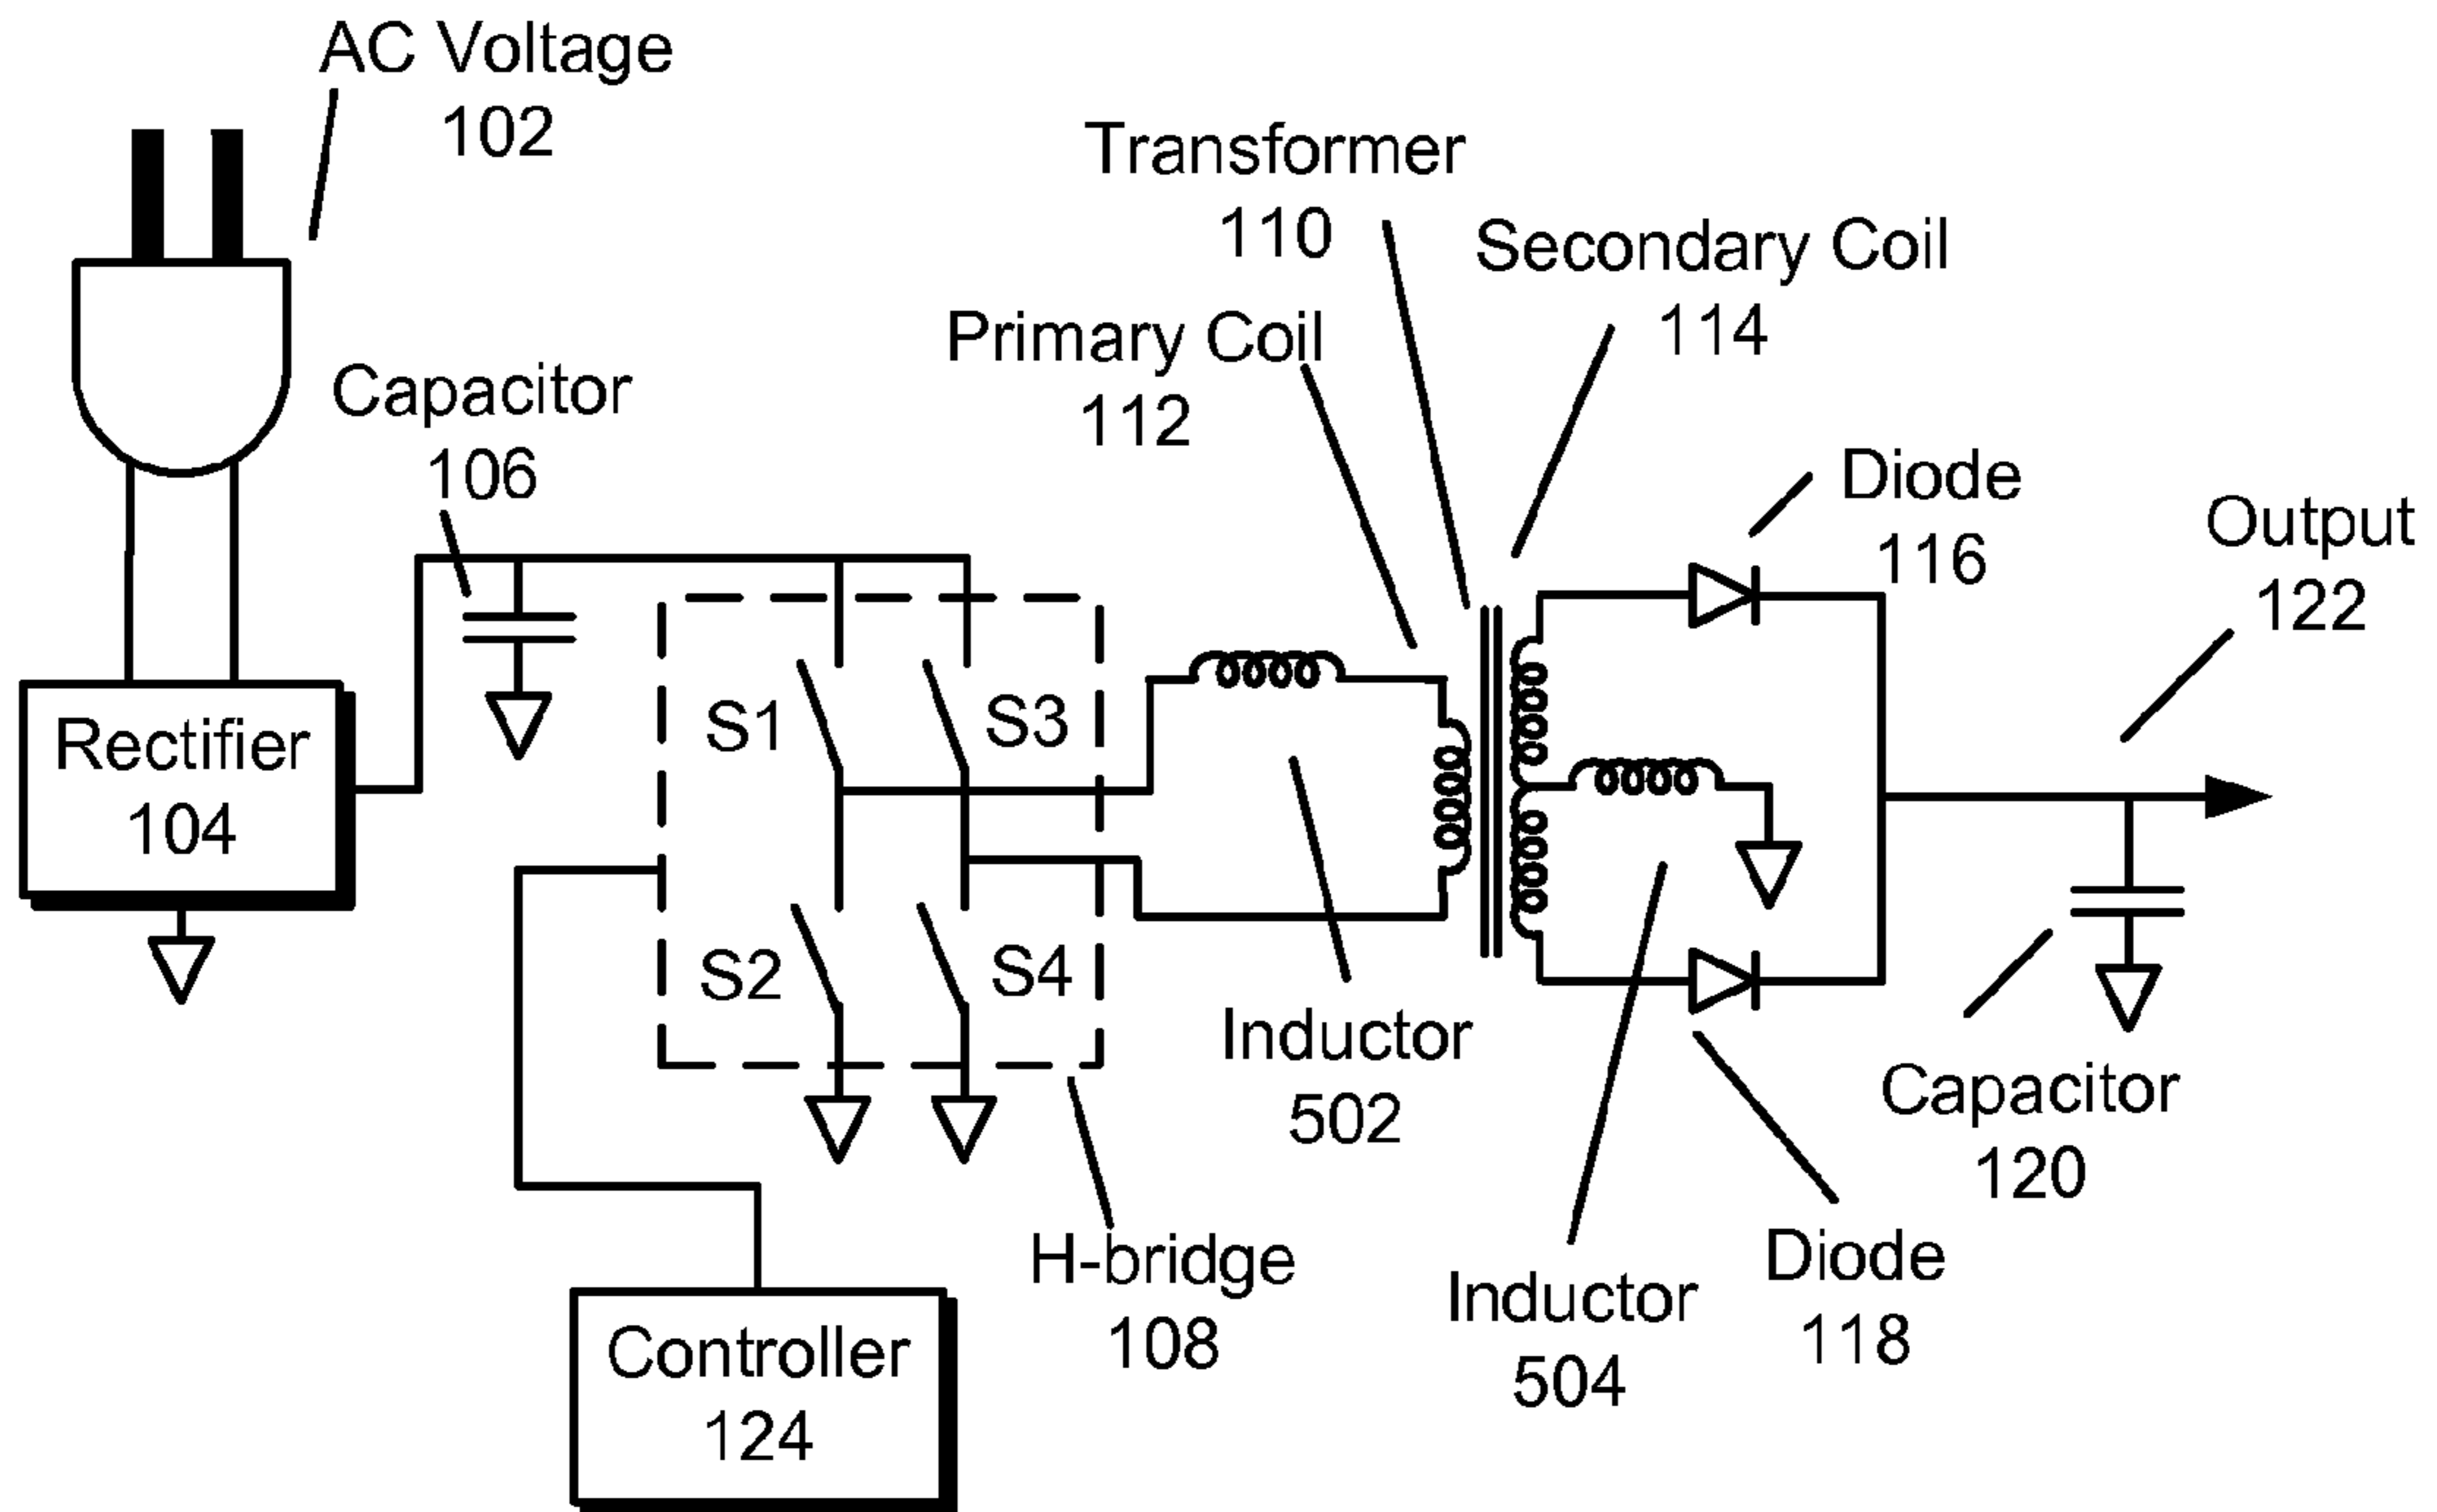 AC Voltage
102
Transformer
110
Secondary Coil
114
Primary Coil
112
Capacitor
106
Diode
116
Output
122
Rectifier
104
S1
S3
S2
S4
Inductor
502
Capacitor
120
H-bridge
108
Inductor
504
Diode
118
Controller
124